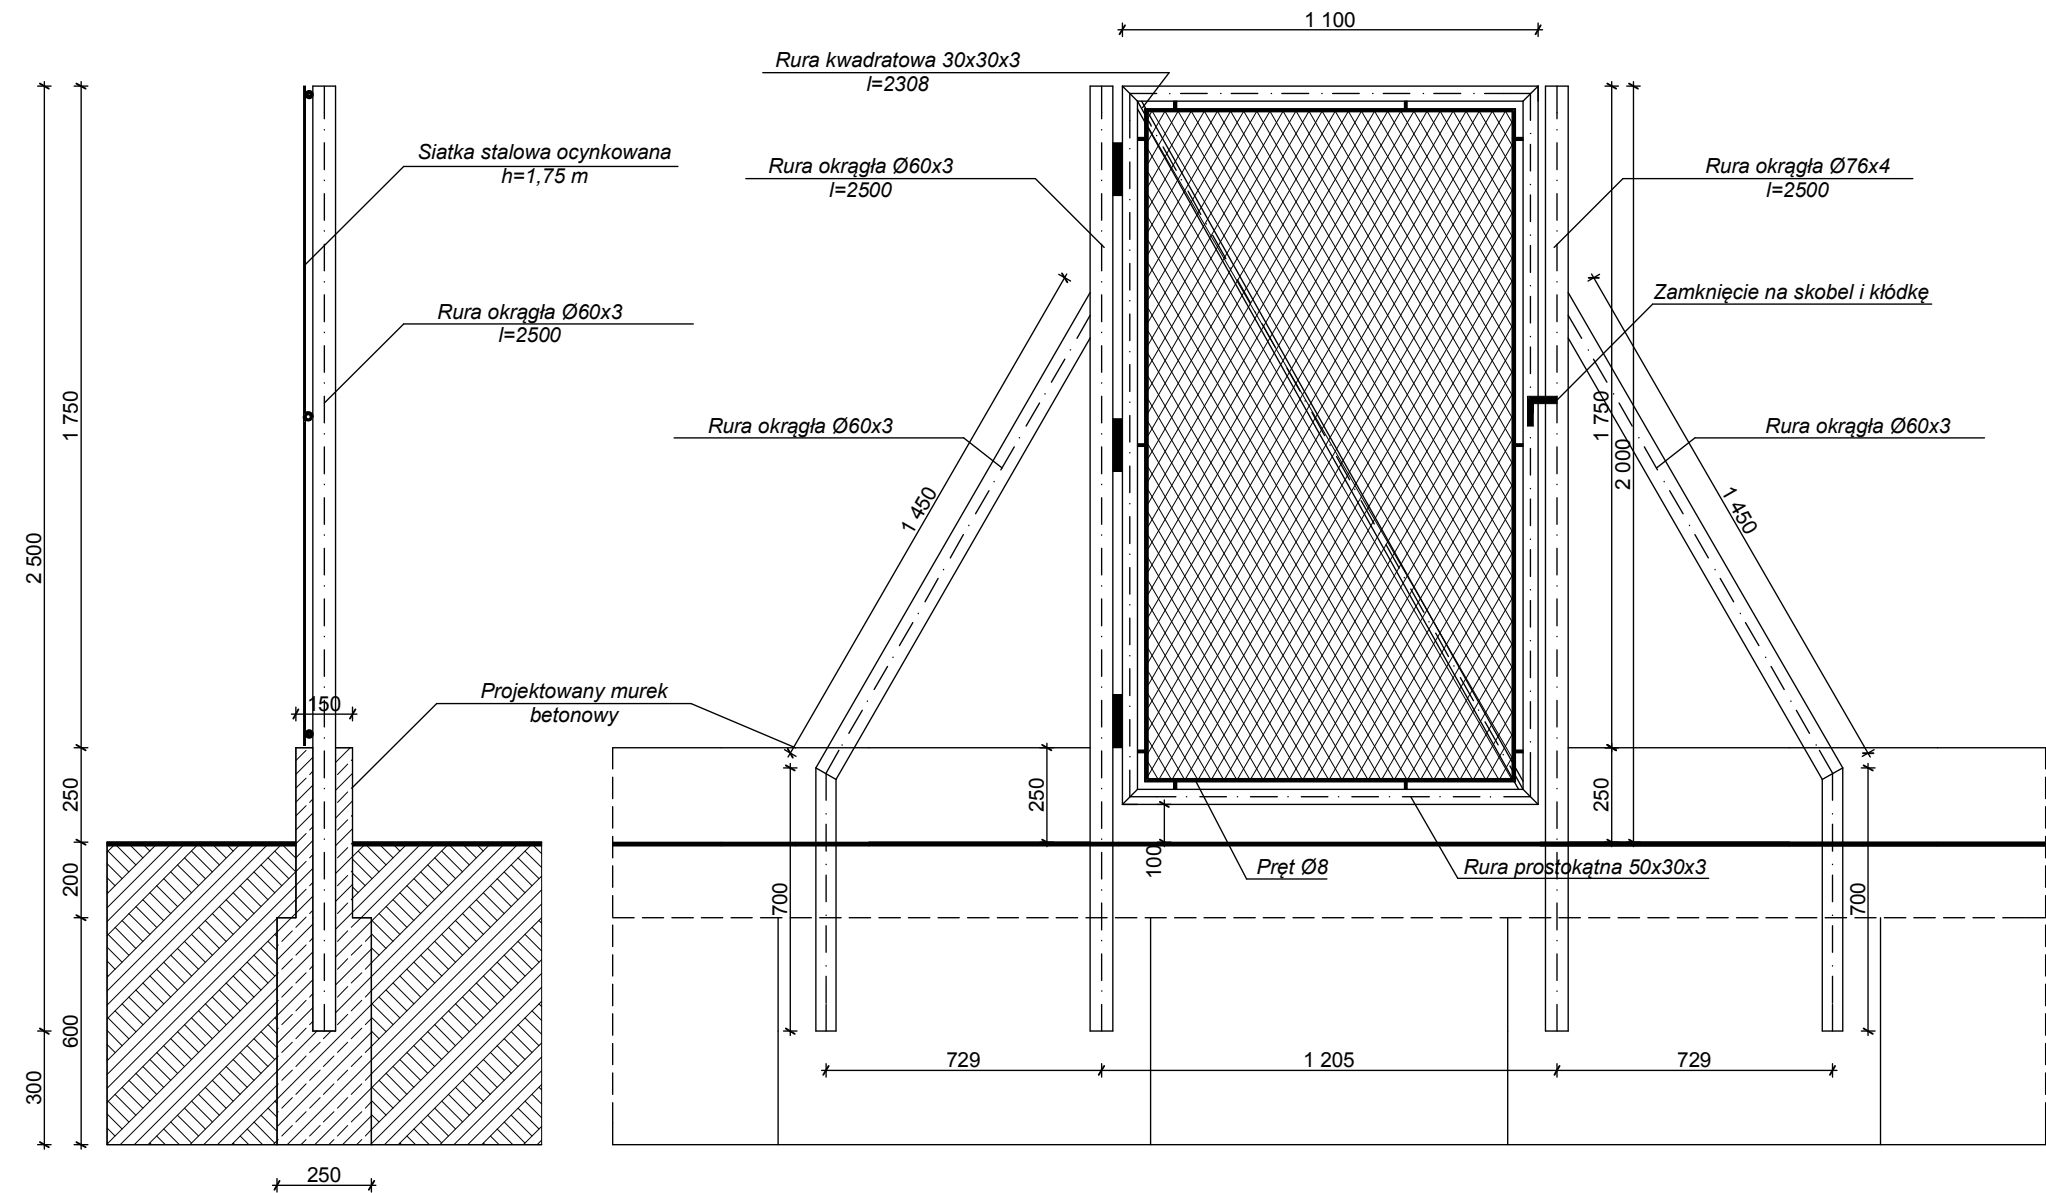 1 100
Rura kwadratowa 30x30x3
l=2308
Siatka stalowa ocynkowana
h=1,75 m
Rura okrągła Ø60x3
l=2500
Rura okrągła Ø76x4
l=2500
Rura okrągła Ø60x3
l=2500
Zamknięcie na skobel i kłódkę
1 750
1 750
2 000
Rura okrągła Ø60x3
Rura okrągła Ø60x3
1 450
1 450
2 500
Projektowany murek
betonowy
150
250
250
250
100
200
Pręt Ø8
Rura prostokątna 50x30x3
700
700
600
300
729
1 205
729
250